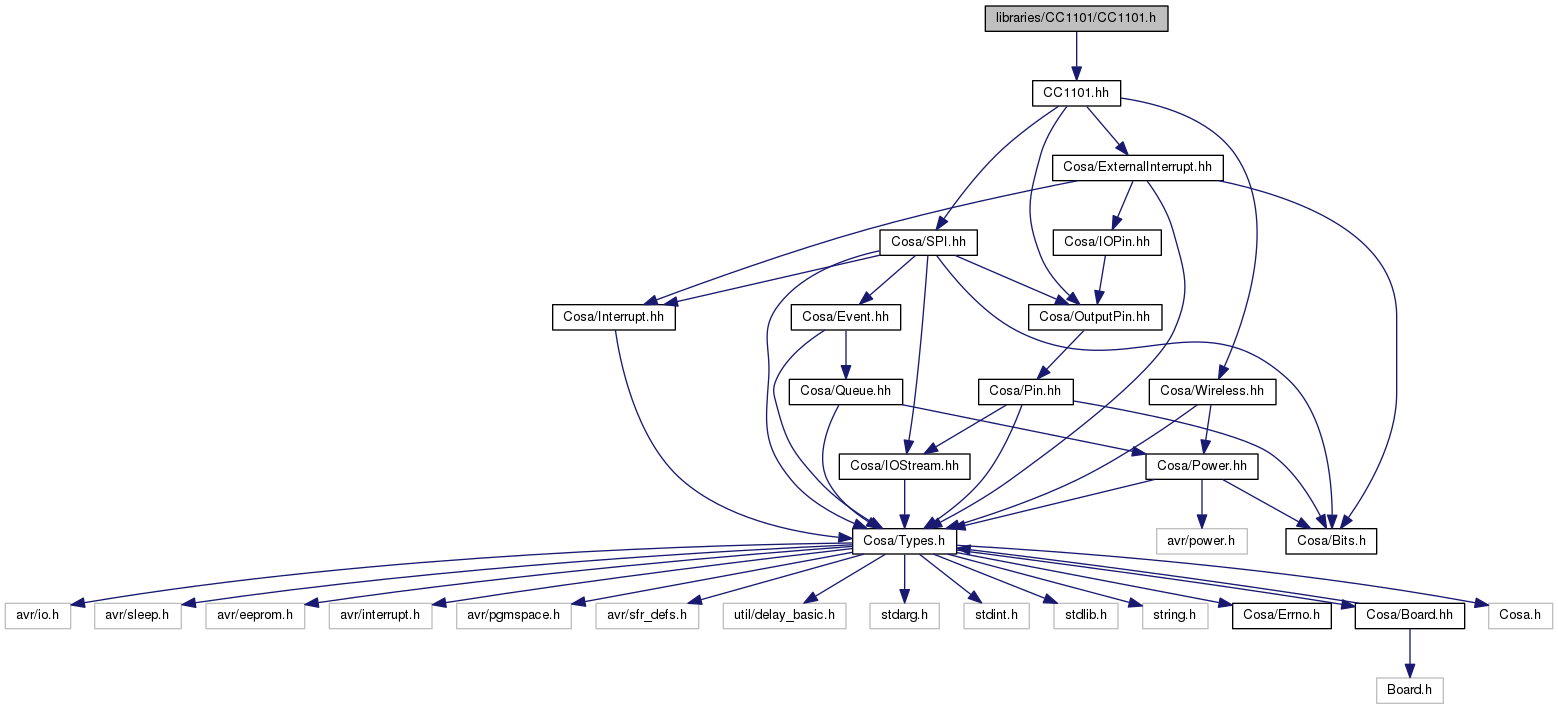 libraries/CC1101/CC1101.h
CC1101.hh
Cosa/ExternalInterrupt.hh
Cosa/SPI.hh
Cosa/IOPin.hh
Cosa/Interrupt.hh
Cosa/Event.hh
Cosa/OutputPin.hh
Cosa/Queue.hh
Cosa/Pin.hh
Cosa/Wireless.hh
Cosa/IOStream.hh
Cosa/Power.hh
Cosa/Types.h
avr/power.h
Cosa/Bits.h
avr/io.h
avr/sleep.h
avr/eeprom.h
avr/interrupt.h
avr/pgmspace.h
avr/sfr_defs.h
util/delay_basic.h
stdarg.h
stdint.h
stdlib.h
string.h
Cosa/Errno.h
Cosa/Board.hh
Cosa.h
Board.h